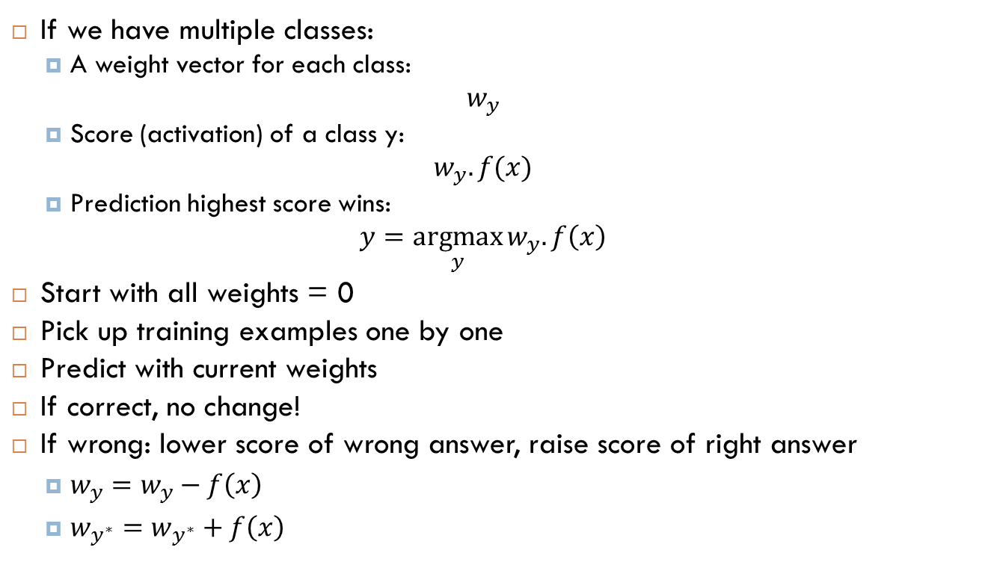 If we have multiple classes:
A weight vector for each class:
w_y
Score (activation) of a class y:
w_y. f(x)
Prediction highest score wins:
y = argmax w_y. f(x)
y
Start with all weights = 0
Pick up training examples one by one
Predict with current weights
If correct, no change!
If wrong: lower score of wrong answer, raise score of right answer
w_y = w_y − f(x)
w_{y*} = w_{y*} + f(x)